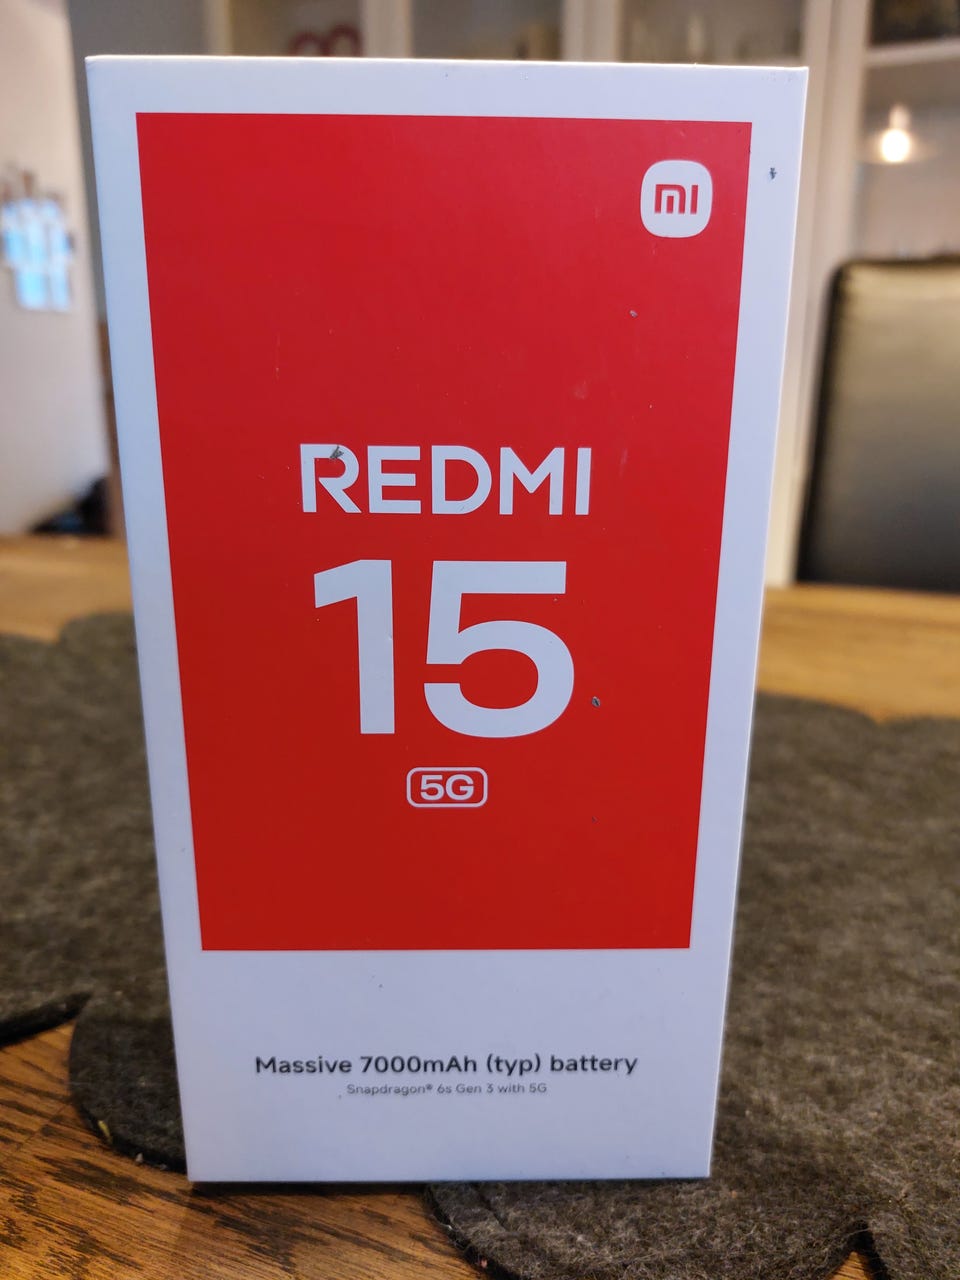 mi
REDMI
15
5G
Massive 7000mAh (typ) battery
Snapdragon® 6s Gen 3 with 5G